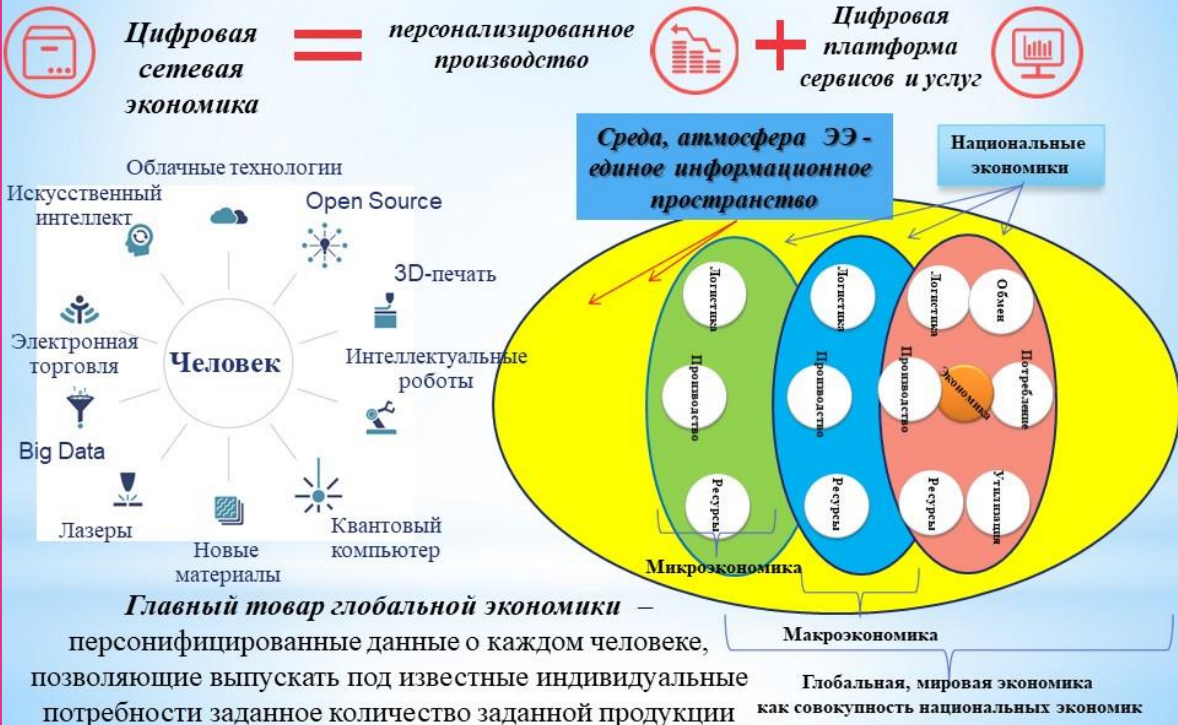 Цифровая
сетевая
экономика
персонализированное
производство
Цифровая
платформа
сервисов и услуг
Среда, атмосфера ЭЭ -
единое информационное
пространство
Национальные
экономики
Облачные технологии
Искусственный
интеллект
Open Source
3D-печать
Электронная
торговля
Человек
Интеллектуальные
роботы
Big Data
Лазеры
Новые
материалы
Квантовый
компьютер
Логистика
Производство
Ресурсы
Логистика
Производство
Ресурсы
Логистика
Обмен
Производство
Экономика
Потребление
Ресурсы
Утилизация
Микроэкономика
Макроэкономика
Глобальная, мировая экономика
как совокупность национальных экономик
Главный товар глобальной экономики –
персонифицированные данные о каждом человеке,
позволяющие выпускать под известные индивидуальные
потребности заданное количество заданной продукции